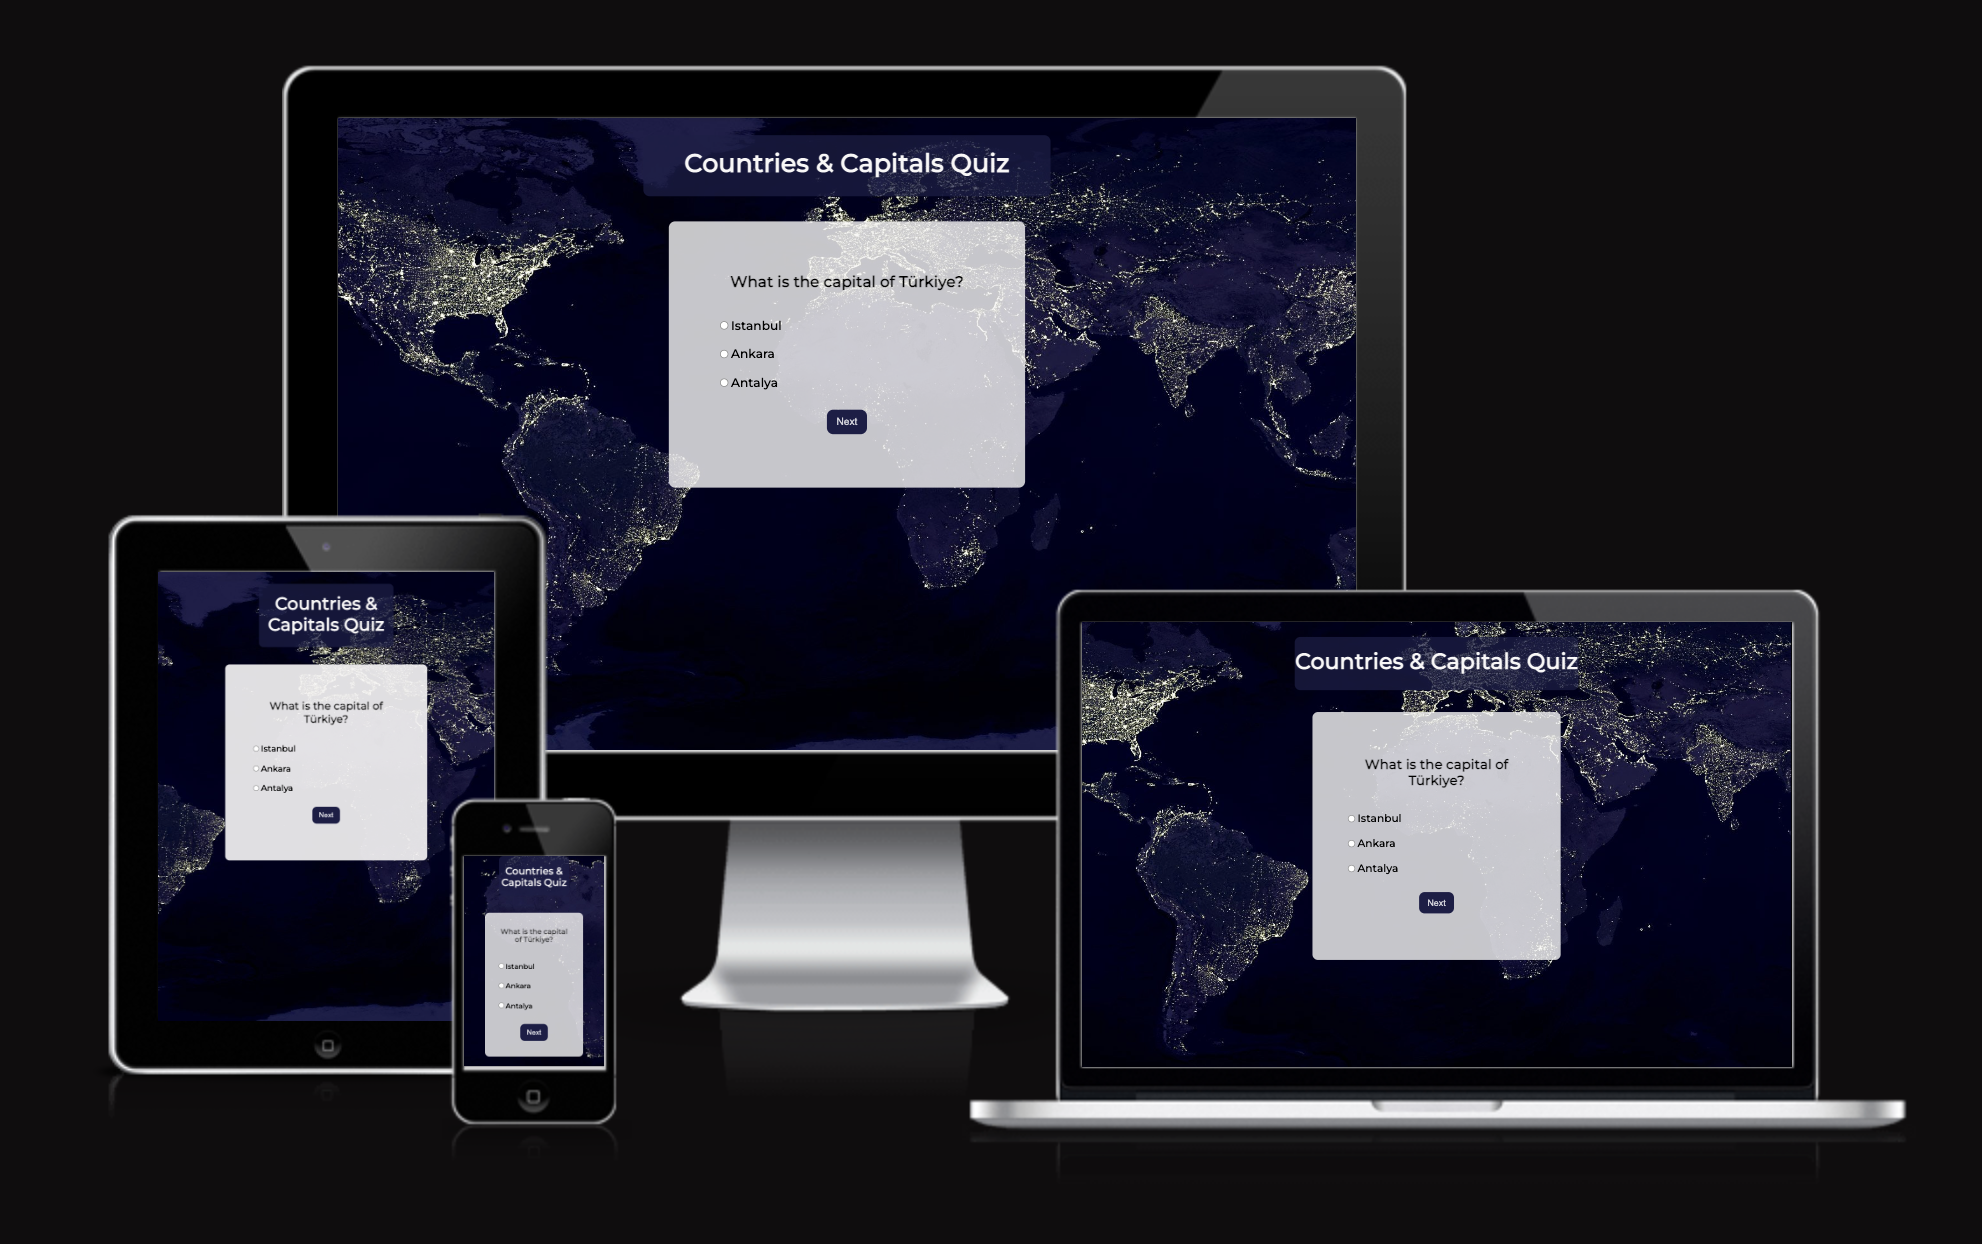 Countries & Capitals Quiz
What is the capital of Türkiye?
Istanbul
Ankara
Antalya
Next
Countries &
Capitals Quiz
What is the capital of
Türkiye?
Istanbul
Ankara
Antalya
Next
Countries &
Capitals Quiz
What is the capital
of Türkiye?
Istanbul
Ankara
Antalya
Next
Countries & Capitals Quiz
What is the capital of
Türkiye?
Istanbul
Ankara
Antalya
Next